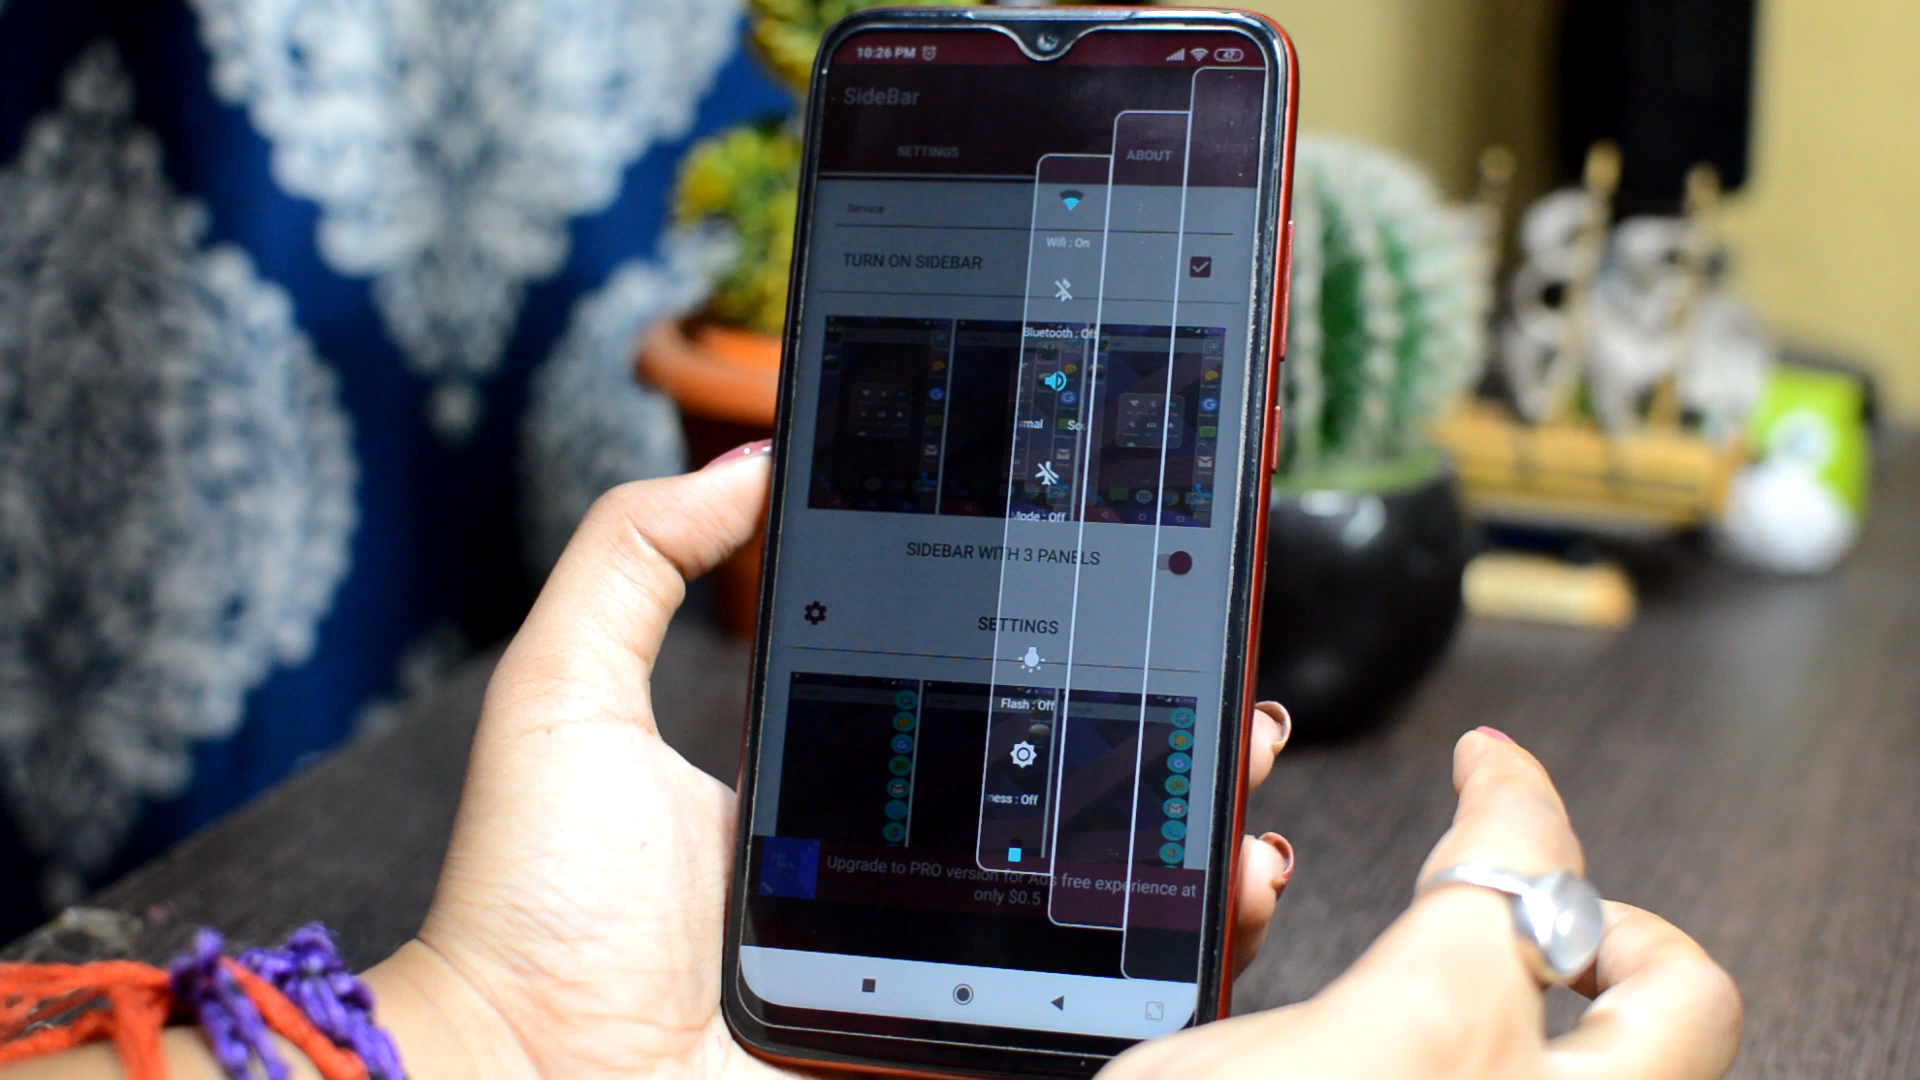 10:26 PM
47
SideBar
SETTINGS
ABOUT
Service
Wifi : On
TURN ON SIDEBAR
Bluetooth : Off
Mode : Off
SIDEBAR WITH 3 PANELS
SETTINGS
Flash : Off
ness : Off
Upgrade to PRO version for Ads free experience at
only $0.5